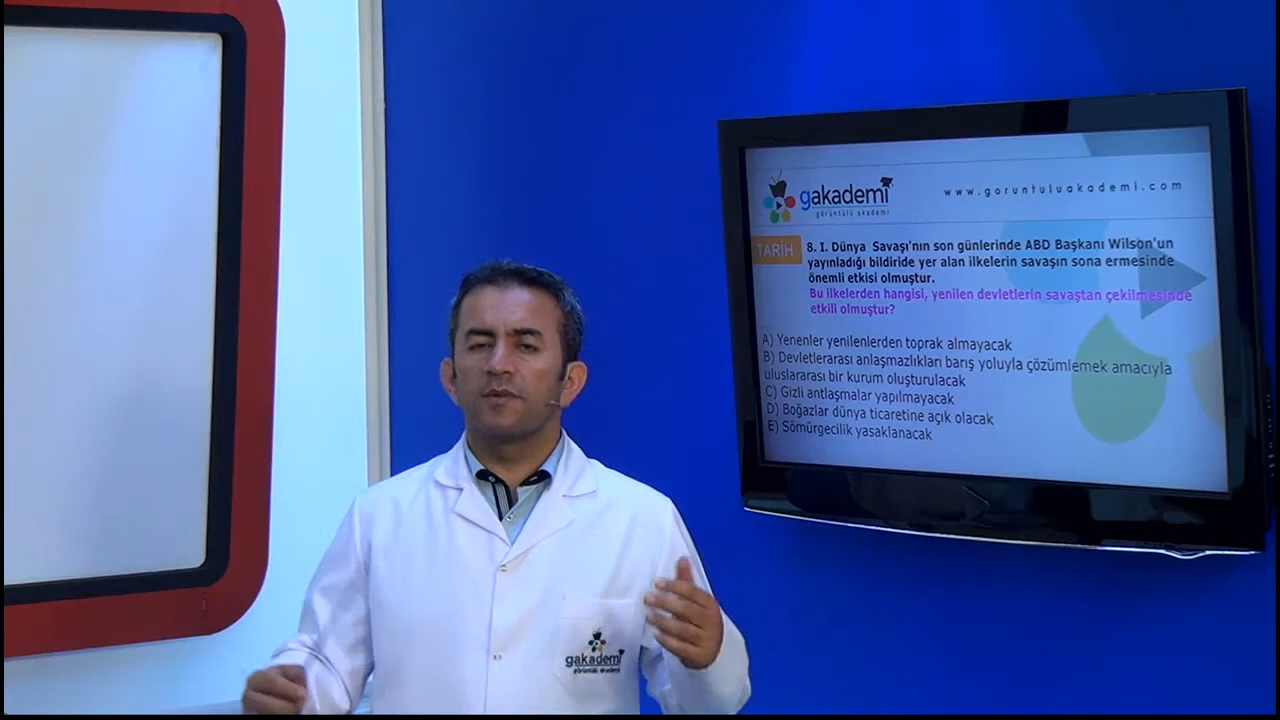 gakademi
görüntülü akademi
www.goruntuluakademi.com
TARİH
8. I. Dünya Savaşı'nın son günlerinde ABD Başkanı Wilson'un
yayınladığı bildiride yer alan ilkelerin savaşın sona ermesinde
önemli etkisi olmuştur.
Bu ilkelerden hangisi, yenilen devletlerin savaştan çekilmesinde
etkili olmuştur?
A) Yenenler yenilenlerden toprak almayacak
B) Devletlerarası anlaşmazlıkları barış yoluyla çözümlemek amacıyla
uluslararası bir kurum oluşturulacak
C) Gizli antlaşmalar yapılmayacak
D) Boğazlar dünya ticaretine açık olacak
E) Sömürgecilik yasaklanacak
gakademi
görüntülü akademi